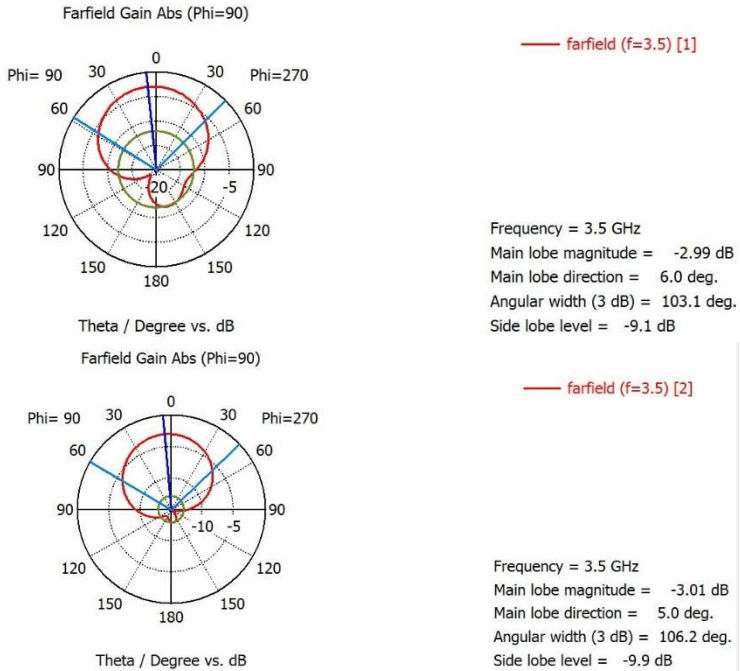 Farfield Gain Abs (Phi=90)
farfield (f=3.5) [1]
0
30 30
Phi= 90 Phi=270
60 60
90 90
-20 -5
120 120
150 150
180
Theta / Degree vs. dB
Frequency = 3.5 GHz
Main lobe magnitude = -2.99 dB
Main lobe direction = 6.0 deg.
Angular width (3 dB) = 103.1 deg.
Side lobe level = -9.1 dB
Farfield Gain Abs (Phi=90)
farfield (f=3.5) [2]
0
30 30
Phi= 90 Phi=270
60 60
90 90
-10 -5
120 120
150 150
180
Theta / Degree vs. dB
Frequency = 3.5 GHz
Main lobe magnitude = -3.01 dB
Main lobe direction = 5.0 deg.
Angular width (3 dB) = 106.2 deg.
Side lobe level = -9.9 dB